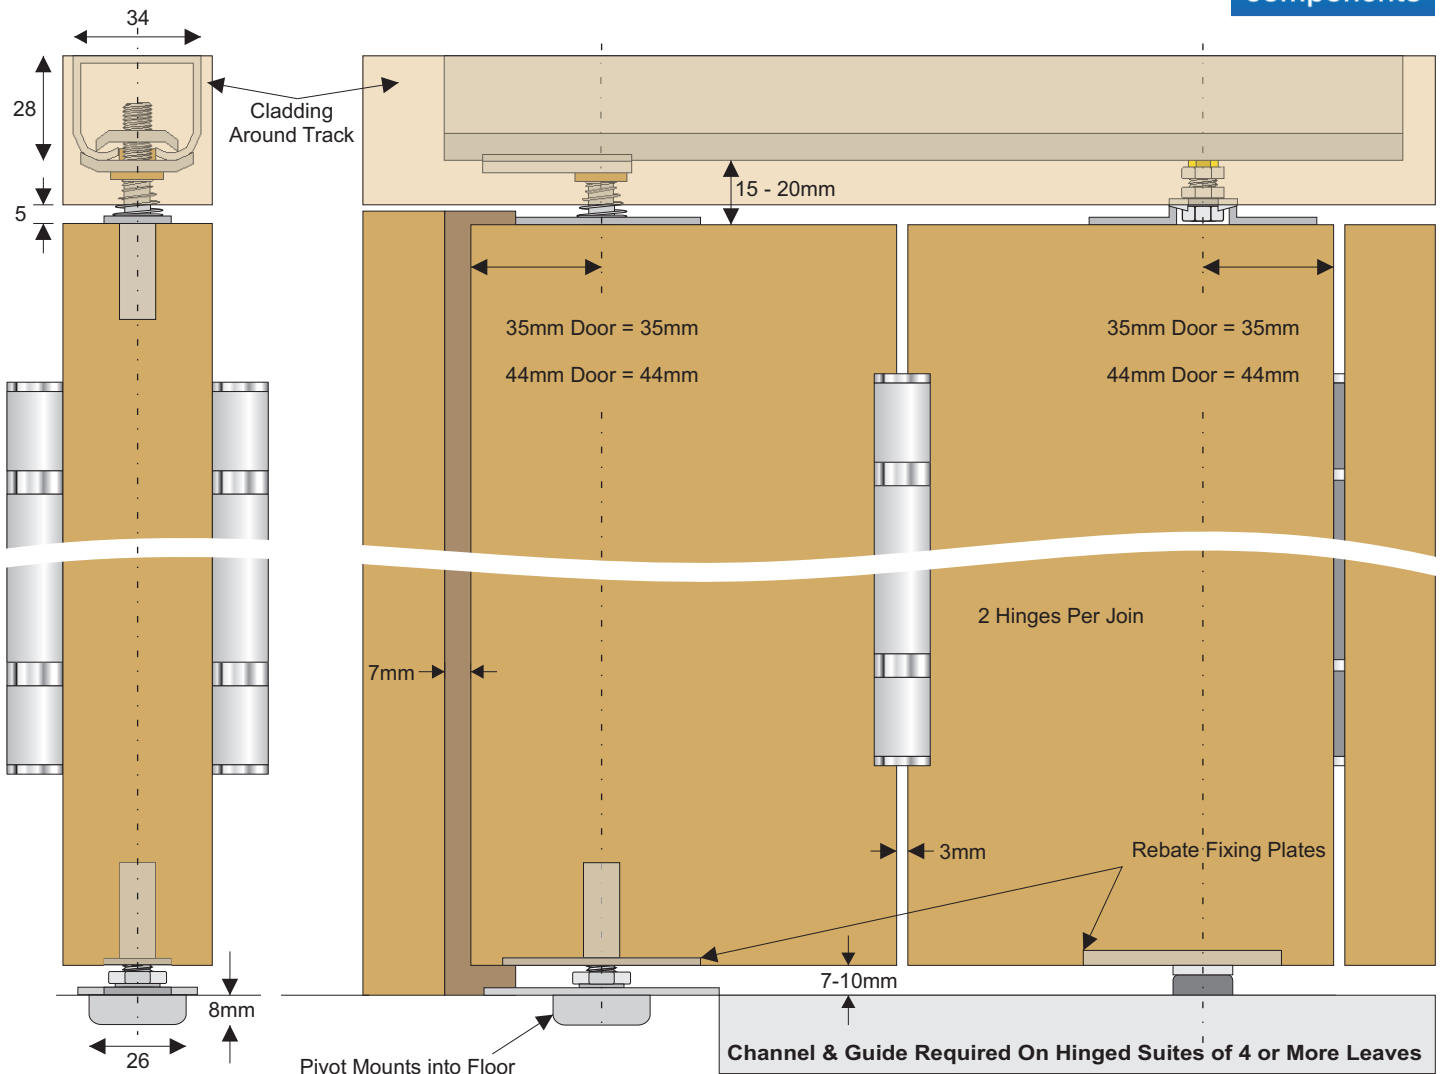 components
34
28
Cladding
Around Track
5
15 - 20mm
35mm Door = 35mm
44mm Door = 44mm
35mm Door = 35mm
44mm Door = 44mm
2 Hinges Per Join
7mm
3mm
Rebate Fixing Plates
7-10mm
8mm
26
Pivot Mounts into Floor
Channel & Guide Required On Hinged Suites of 4 or More Leaves